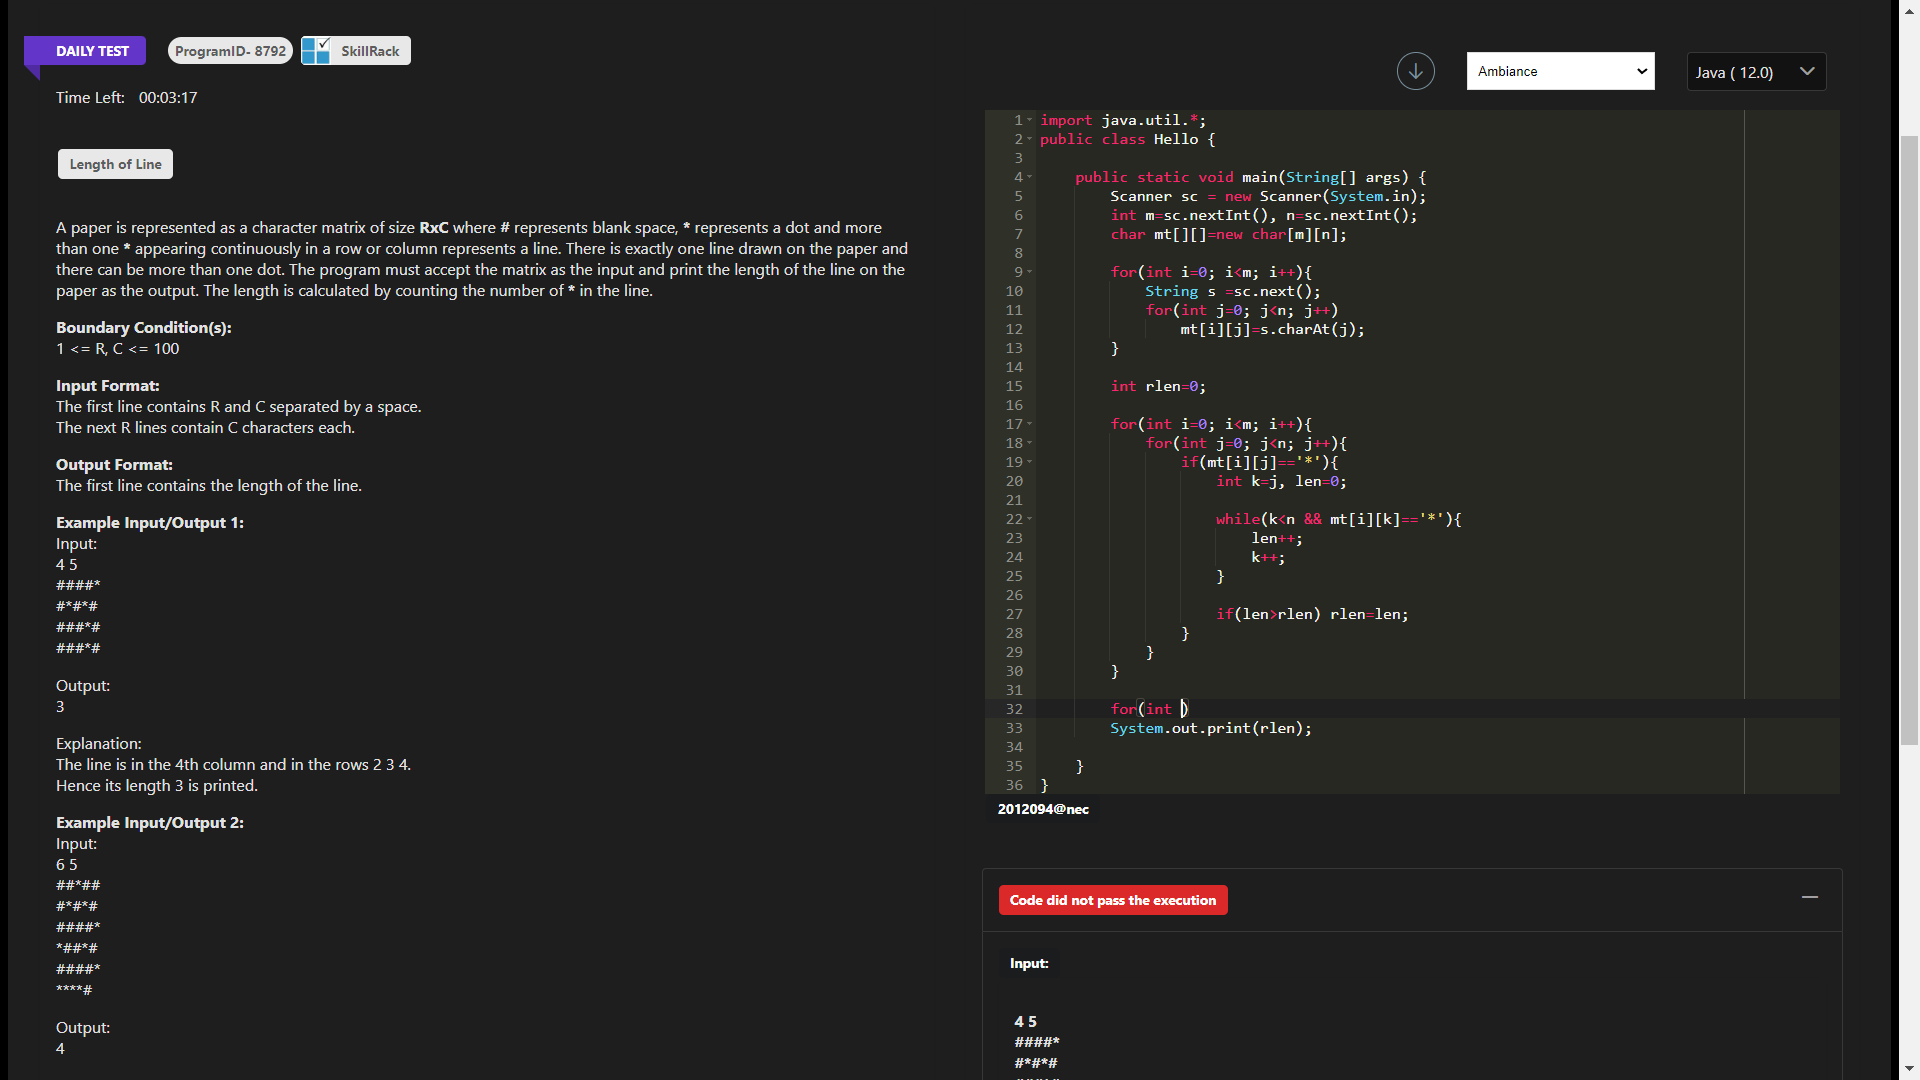 DAILY TEST
ProgramID- 8792
SkillRack
Time Left: 00:03:17
Length of Line
A paper is represented as a character matrix of size RxC where # represents blank space, * represents a dot and more
than one * appearing continuously in a row or column represents a line. There is exactly one line drawn on the paper and
there can be more than one dot. The program must accept the matrix as the input and print the length of the line on the
paper as the output. The length is calculated by counting the number of * in the line.
Boundary Condition(s):
1 <= R, C <= 100
Input Format:
The first line contains R and C separated by a space.
The next R lines contain C characters each.
Output Format:
The first line contains the length of the line.
Example Input/Output 1:
Input:
4 5
####*
#*#*#
###*#
###*#
Output:
3
Explanation:
The line is in the 4th column and in the rows 2 3 4.
Hence its length 3 is printed.
Example Input/Output 2:
Input:
6 5
##*##
#*#*#
####*
*##*#
####*
****#
Output:
4
Ambiance
Java ( 12.0)
1 import java.util.*;
2 public class Hello {
3
4 public static void main(String[] args) {
5 Scanner sc = new Scanner(System.in);
6 int m=sc.nextInt(), n=sc.nextInt();
7 char mt[][]=new char[m][n];
8
9 for(int i=0; i<m; i++){
10 String s =sc.next();
11 for(int j=0; j<n; j++)
12 mt[i][j]=s.charAt(j);
13 }
14
15 int rlen=0;
16
17 for(int i=0; i<m; i++){
18 for(int j=0; j<n; j++){
19 if(mt[i][j]=='*'){
20 int k=j, len=0;
21
22 while(k<n && mt[i][k]=='*'){
23 len++;
24 k++;
25 }
26
27 if(len>rlen) rlen=len;
28 }
29 }
30 }
31
32 for(int )
33 System.out.print(rlen);
34
35 }
36 }
2012094@nec
Code did not pass the execution
Input:
4 5
####*
#*#*#